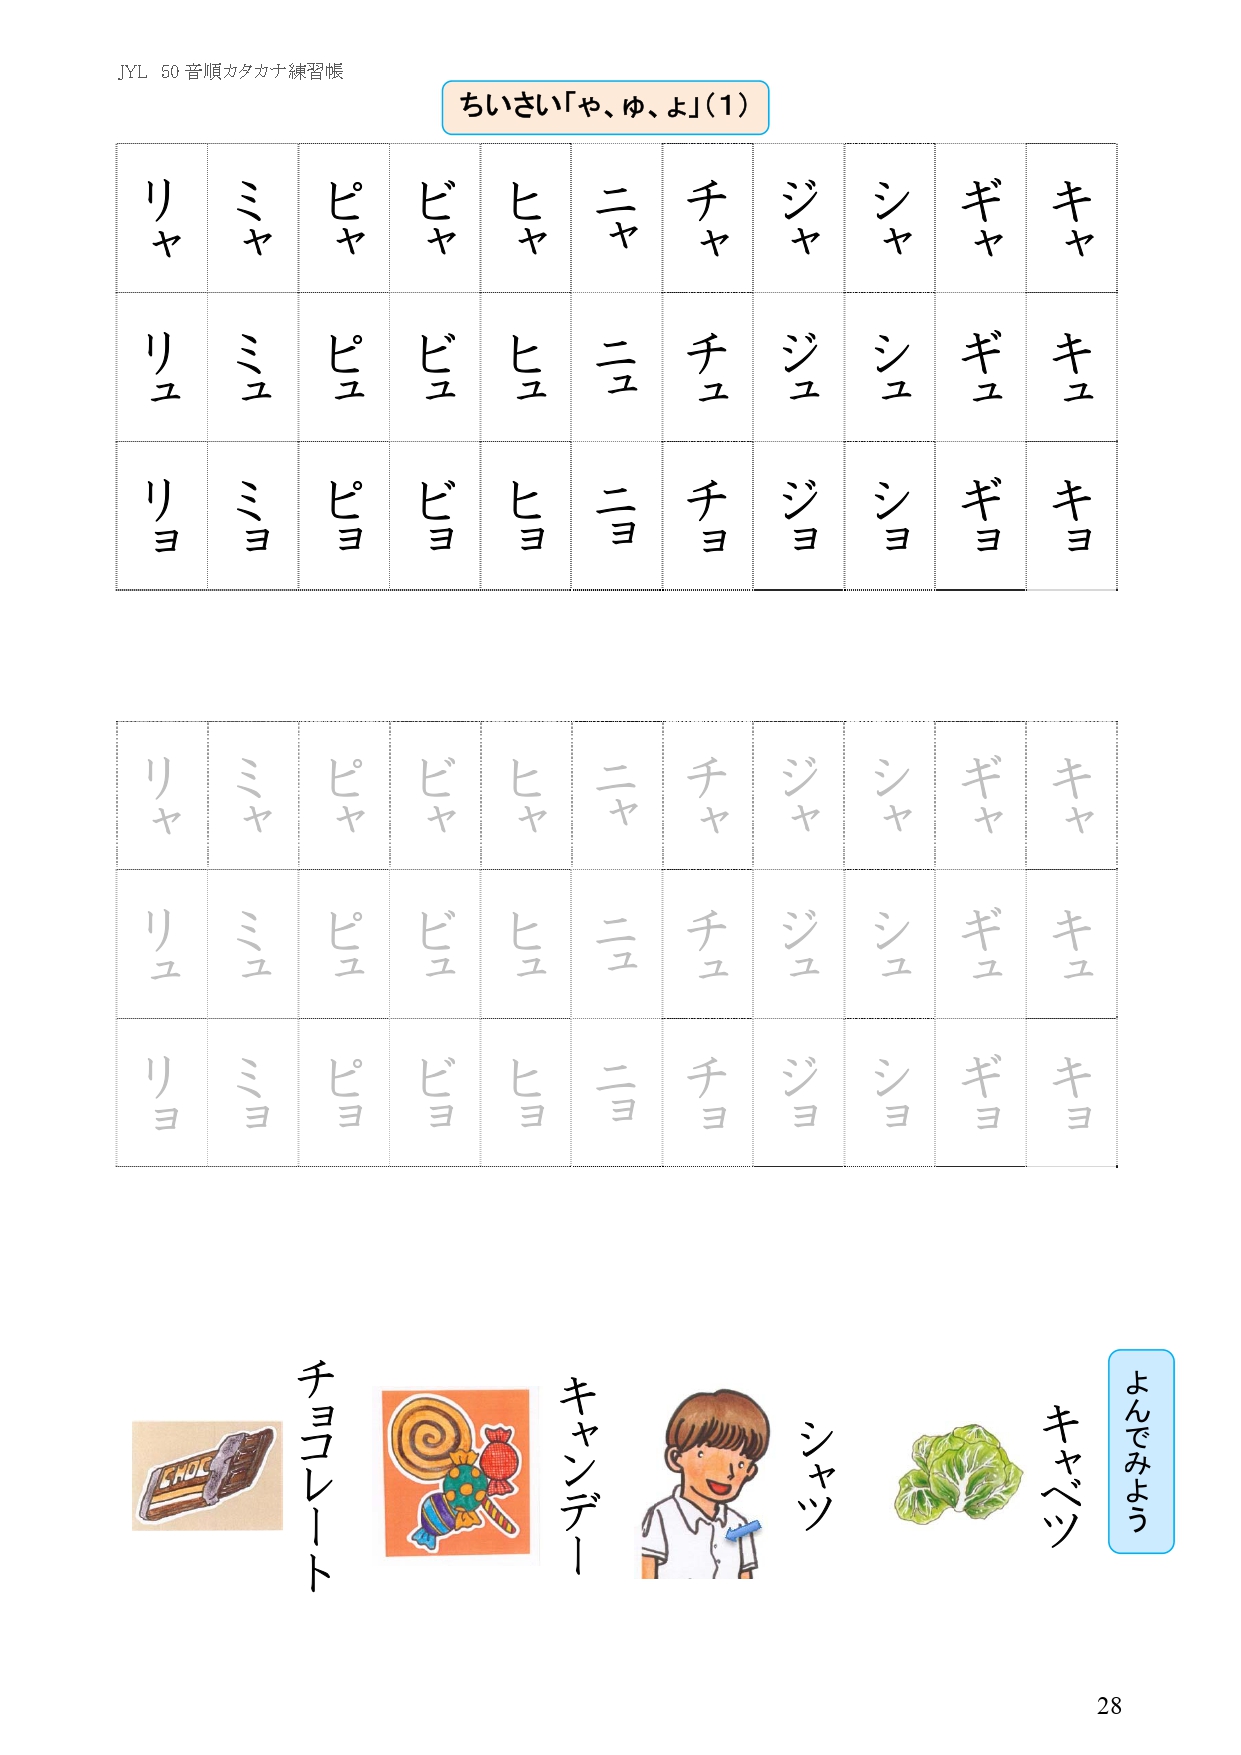 JYL 50音順カタカナ練習帳
ちいさい「ゃ、ゅ、ょ」（１）
キャ キュ キョ
ギャ ギュ ギョ
シャ シュ ショ
ジャ ジュ ジョ
チャ チュ チョ
ニャ ニュ ニョ
ヒャ ヒュ ヒョ
ビャ ビュ ビョ
ピャ ピュ ピョ
ミャ ミュ ミョ
リャ リュ リョ
キャ キュ キョ
ギャ ギュ ギョ
シャ シュ ショ
ジャ ジュ ジョ
チャ チュ チョ
ニャ ニュ ニョ
ヒャ ヒュ ヒョ
ビャ ビュ ビョ
ピャ ピュ ピョ
ミャ ミュ ミョ
リャ リュ リョ
よんでみよう
キャベツ
シャツ
キャンデー
チョコレート
CHOC
28